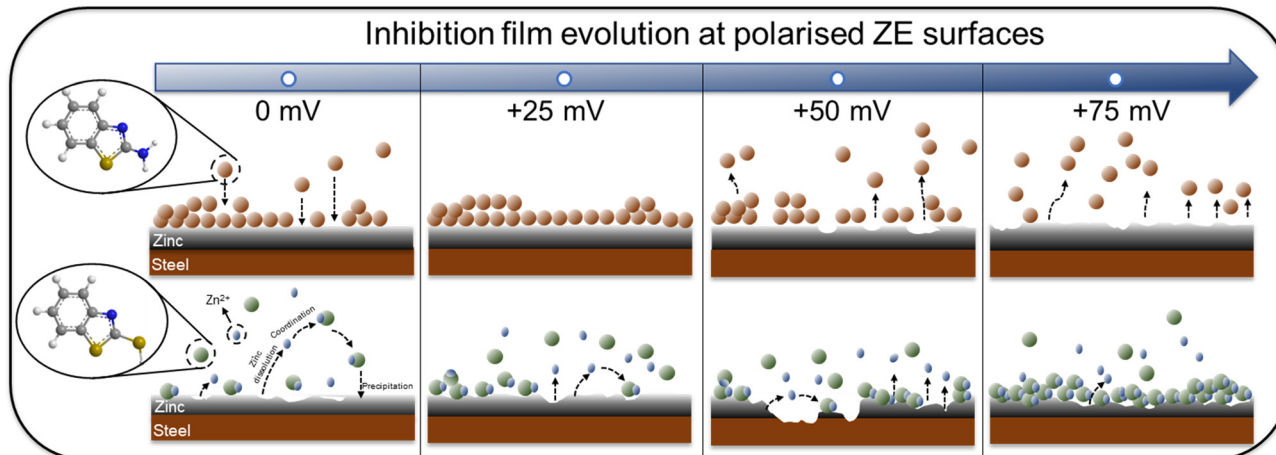 Inhibition film evolution at polarised ZE surfaces
0 mV
+25 mV
+50 mV
+75 mV
Zinc
Steel
Zn2+
Zinc
dissolution
Coordination
Precipitation
Zinc
Steel